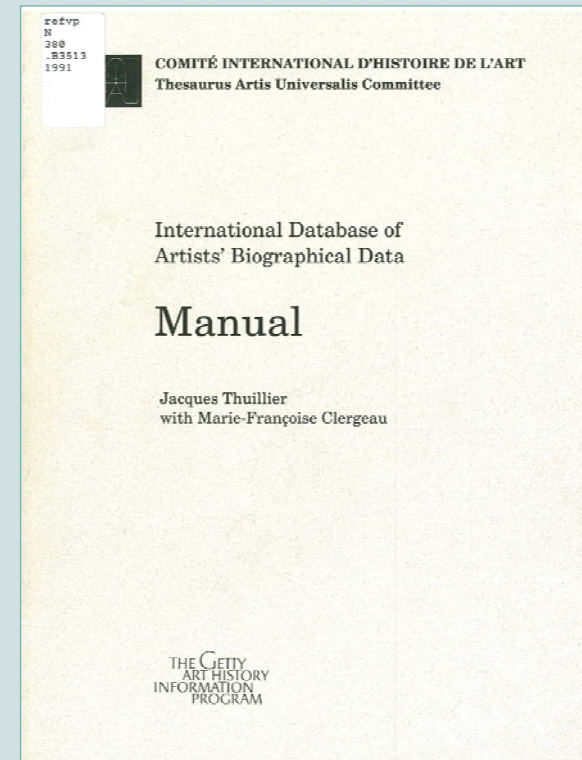 refvp
N
380
.B3513
1991
COMITÉ INTERNATIONAL D'HISTOIRE DE L'ART
Thesaurus Artis Universalis Committee
International Database of
Artists' Biographical Data
Manual
Jacques Thuillier
with Marie-Françoise Clergeau
THE GETTY
ART HISTORY
INFORMATION
PROGRAM